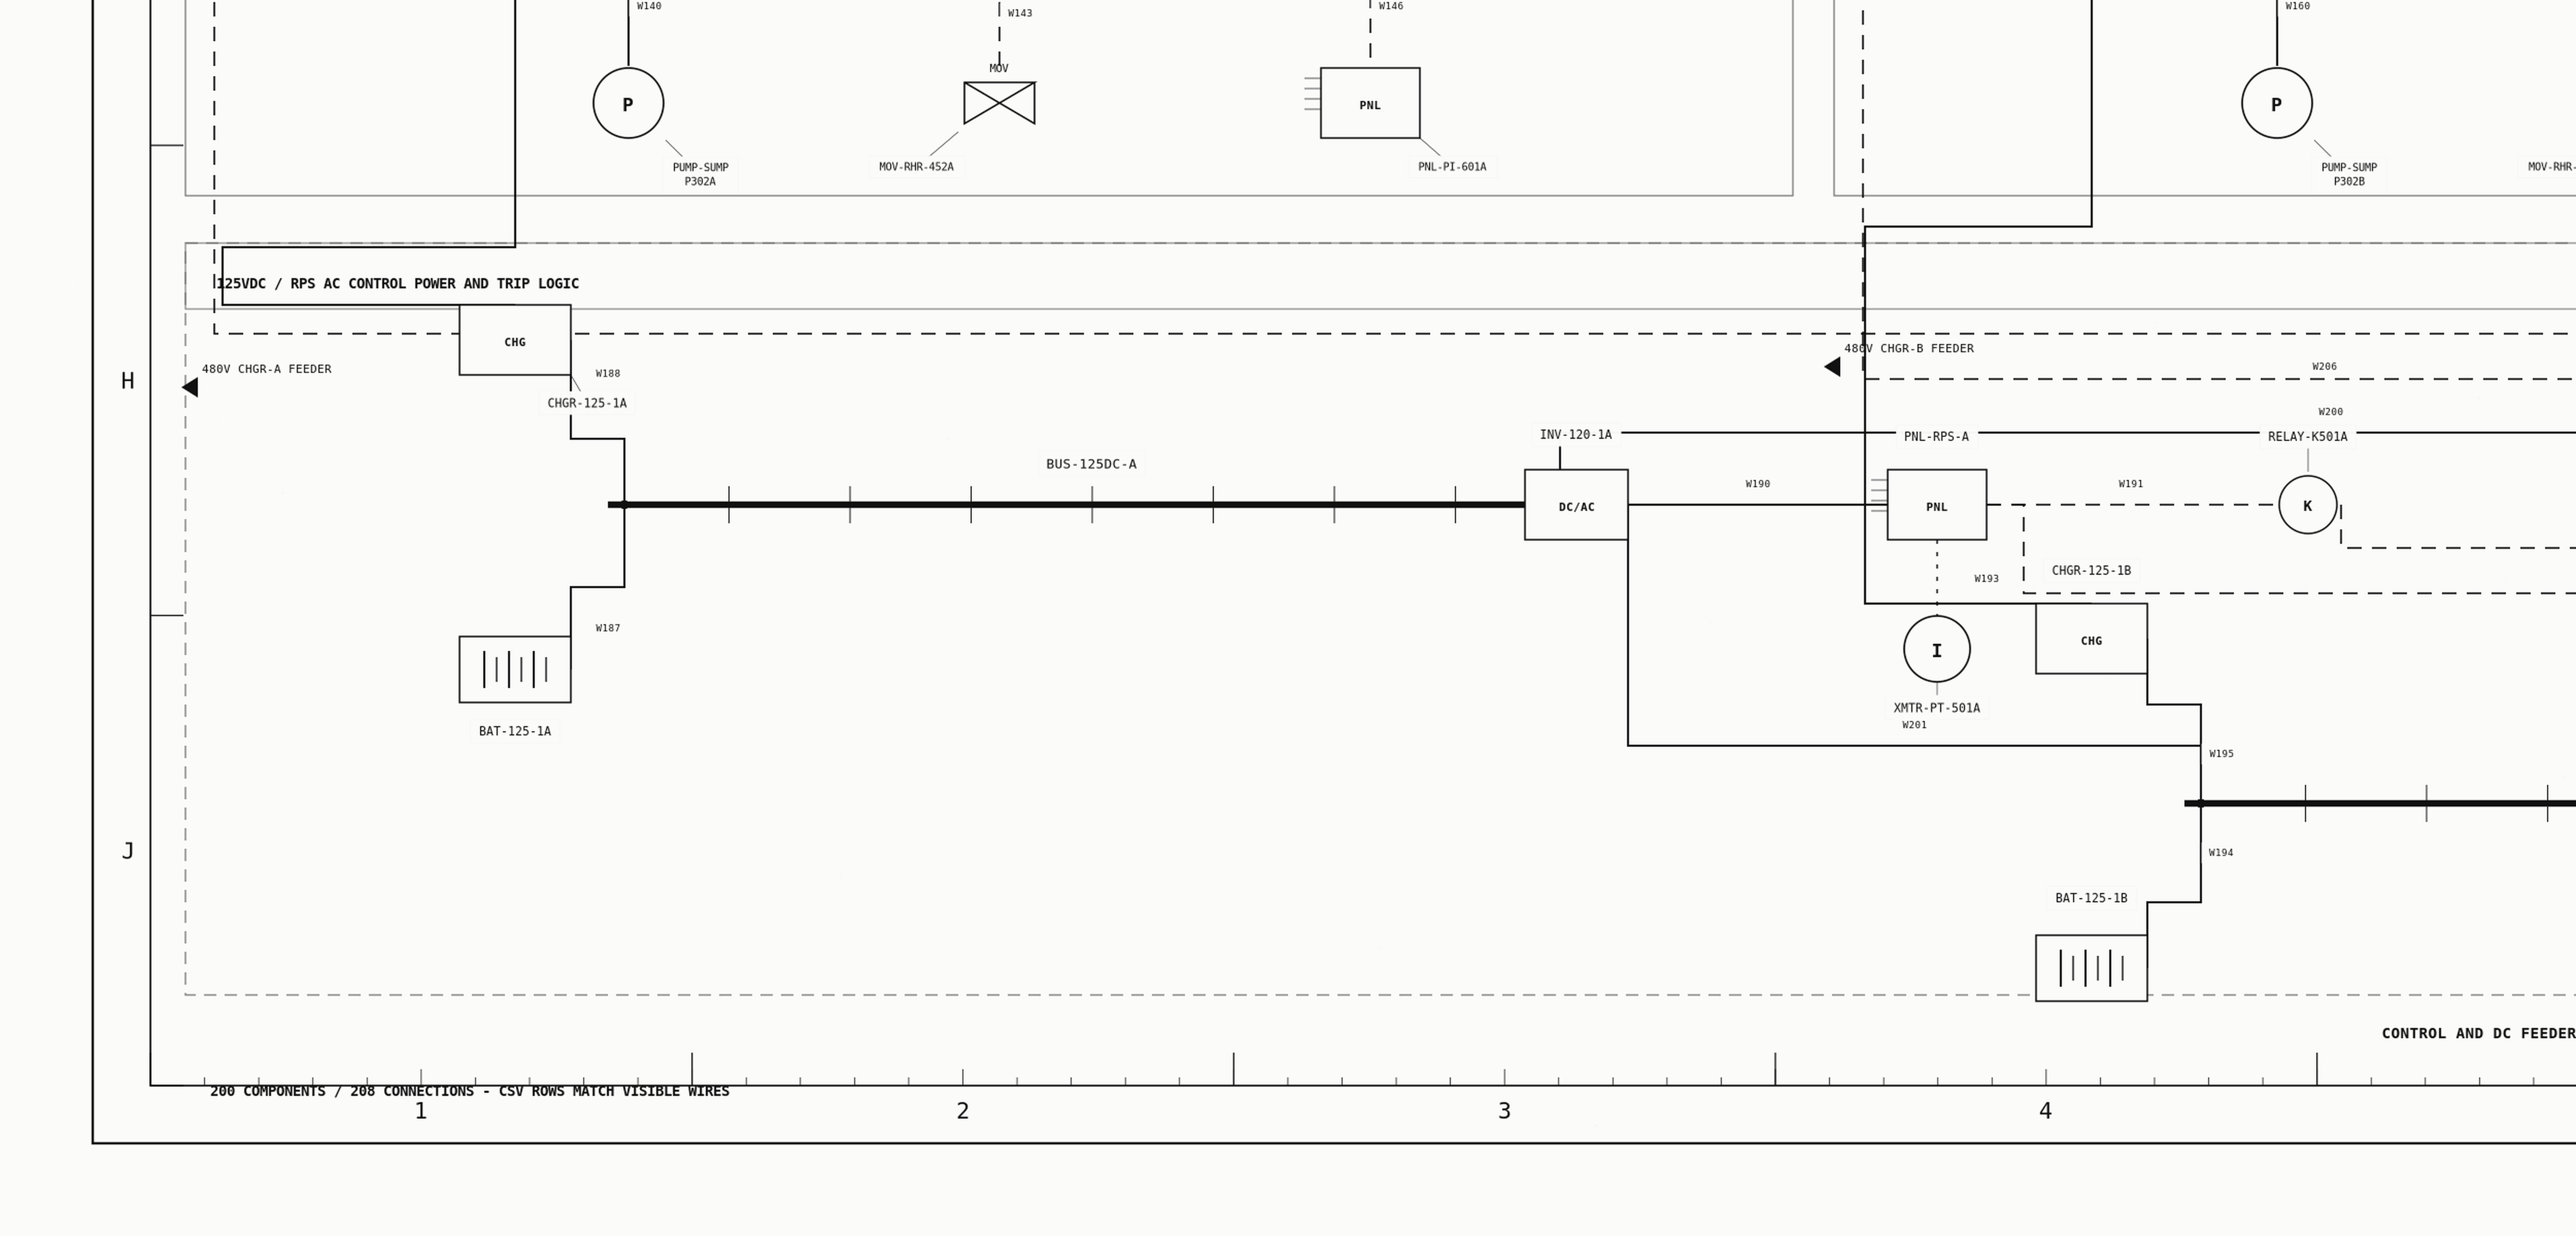 W140
W143
W146
W160
MOV
P
PNL
P
PUMP-SUMP
P302A
MOV-RHR-452A
PNL-PI-601A
PUMP-SUMP
P302B
MOV-RHR-
125VDC / RPS AC CONTROL POWER AND TRIP LOGIC
CHG
480V CHGR-A FEEDER
W188
CHGR-125-1A
480V CHGR-B FEEDER
W206
H
W200
INV-120-1A
PNL-RPS-A
RELAY-K501A
BUS-125DC-A
W190
W191
DC/AC
PNL
K
CHGR-125-1B
W193
W187
CHG
I
XMTR-PT-501A
W201
BAT-125-1A
W195
J
W194
BAT-125-1B
CONTROL AND DC FEEDER
200 COMPONENTS / 208 CONNECTIONS - CSV ROWS MATCH VISIBLE WIRES
1 2 3 4